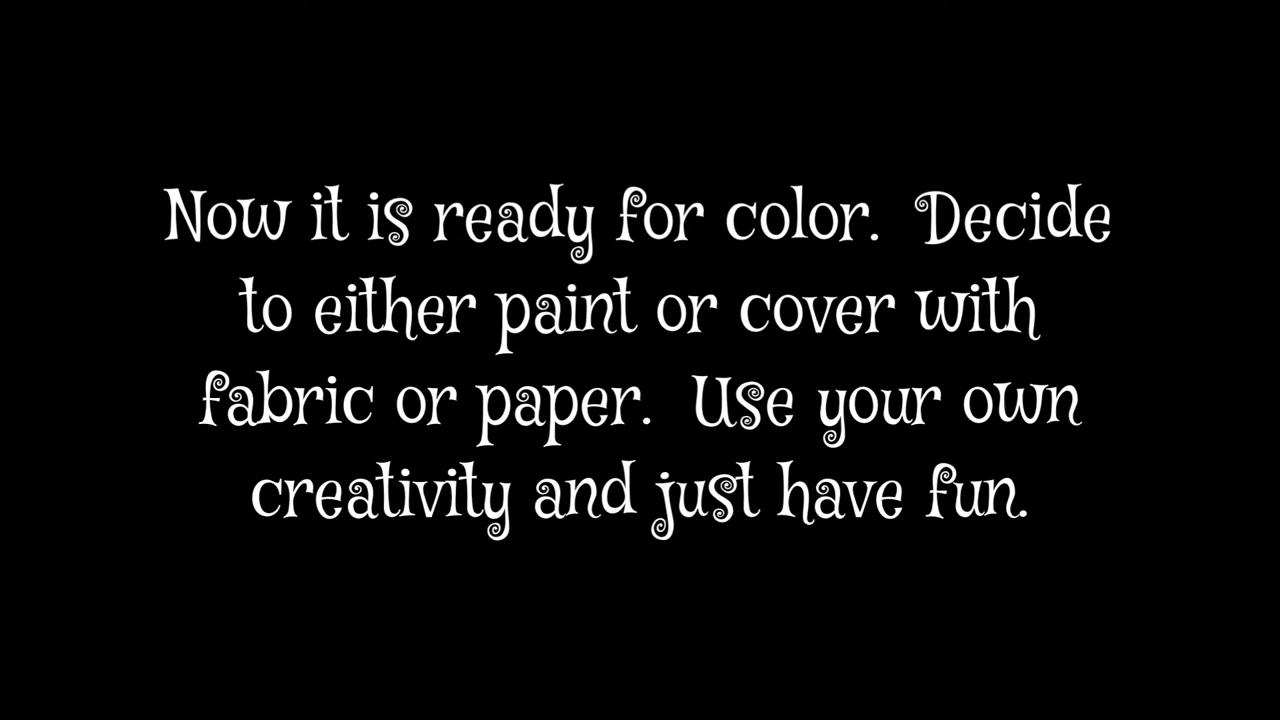 Now it is ready for color.  Decide
to either paint or cover with
fabric or paper.  Use your own
creativity and just have fun.